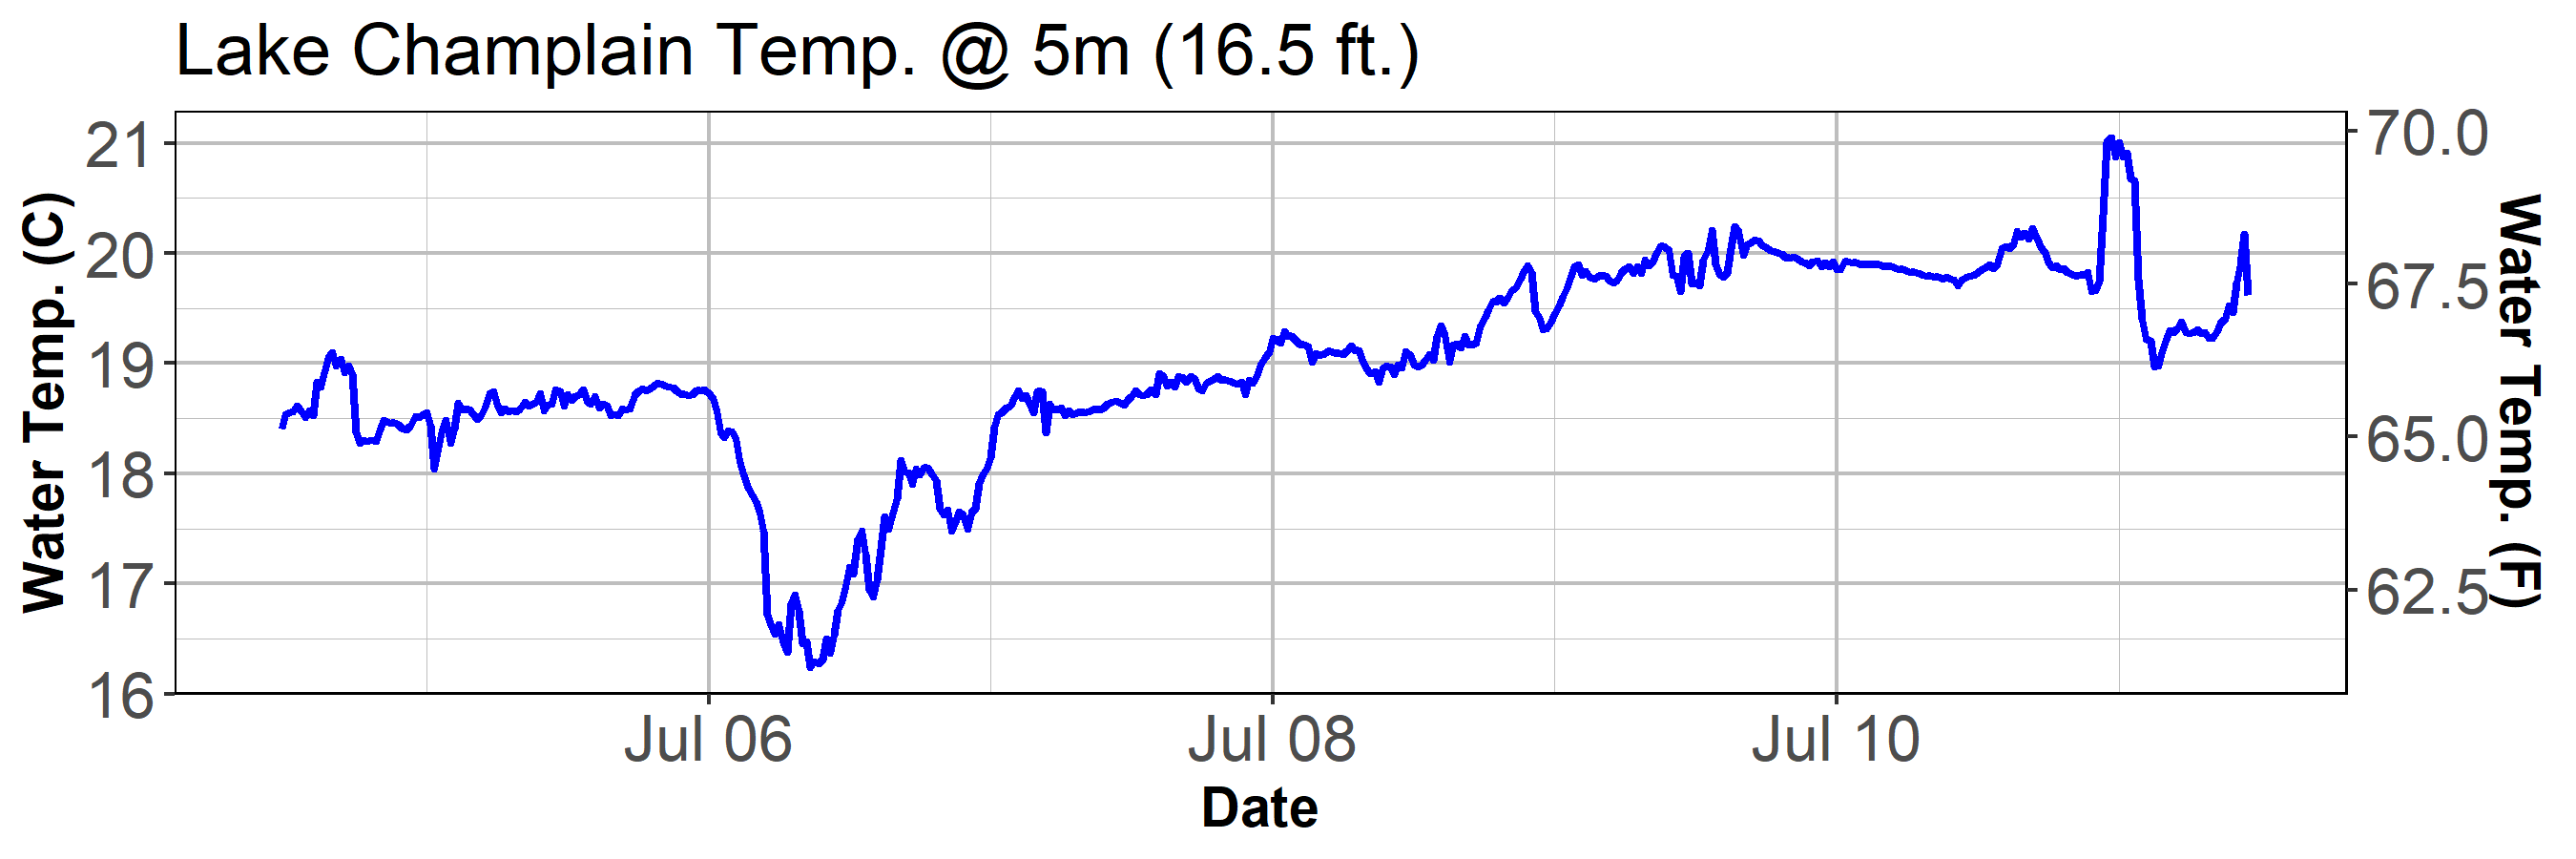 Lake Champlain Temp. @ 5m (16.5 ft.)
Water Temp. (C)
21
20
19
18
17
16
70.0
67.5
65.0
62.5
Water Temp. (F)
Jul 06 Jul 08 Jul 10
Date